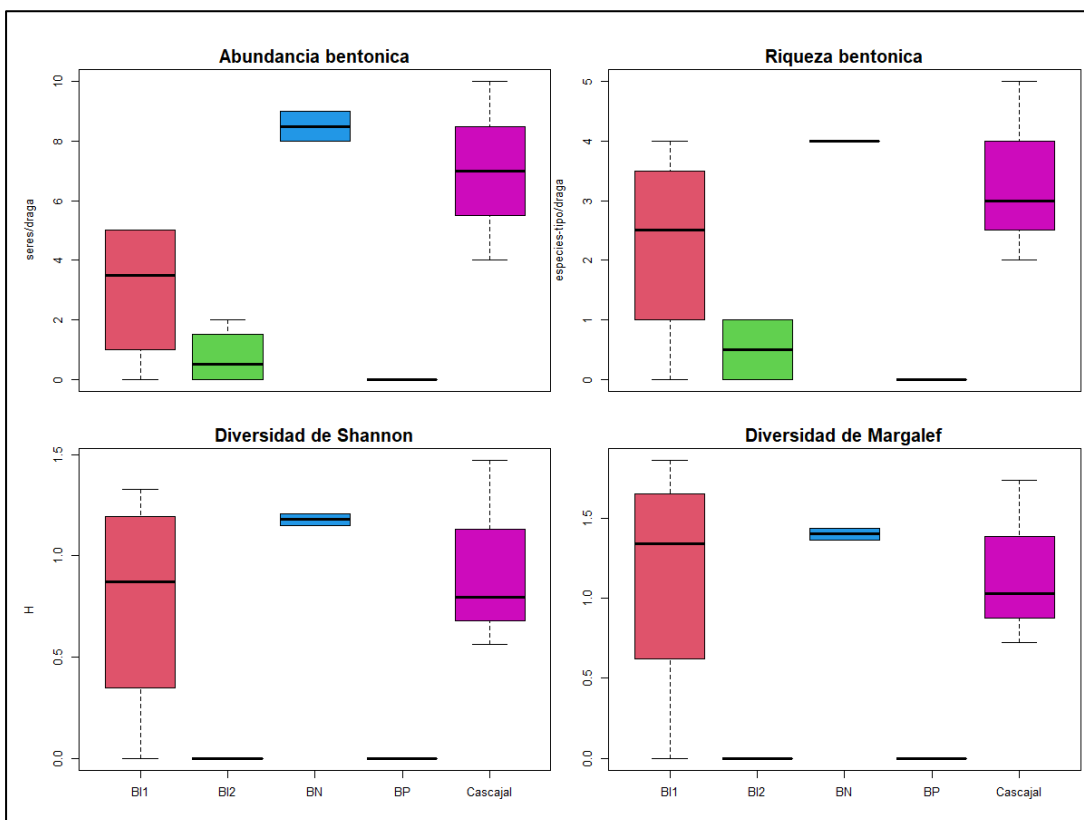 Abundancia bentonica
seres/draga
0
2
4
6
8
10
Riqueza bentonica
especies-tipo/draga
0
1
2
3
4
5
Diversidad de Shannon
H
0.0
0.5
1.0
1.5
BI1 BI2 BN BP Cascajal
Diversidad de Margalef
0.0
0.5
1.0
1.5
BI1 BI2 BN BP Cascajal